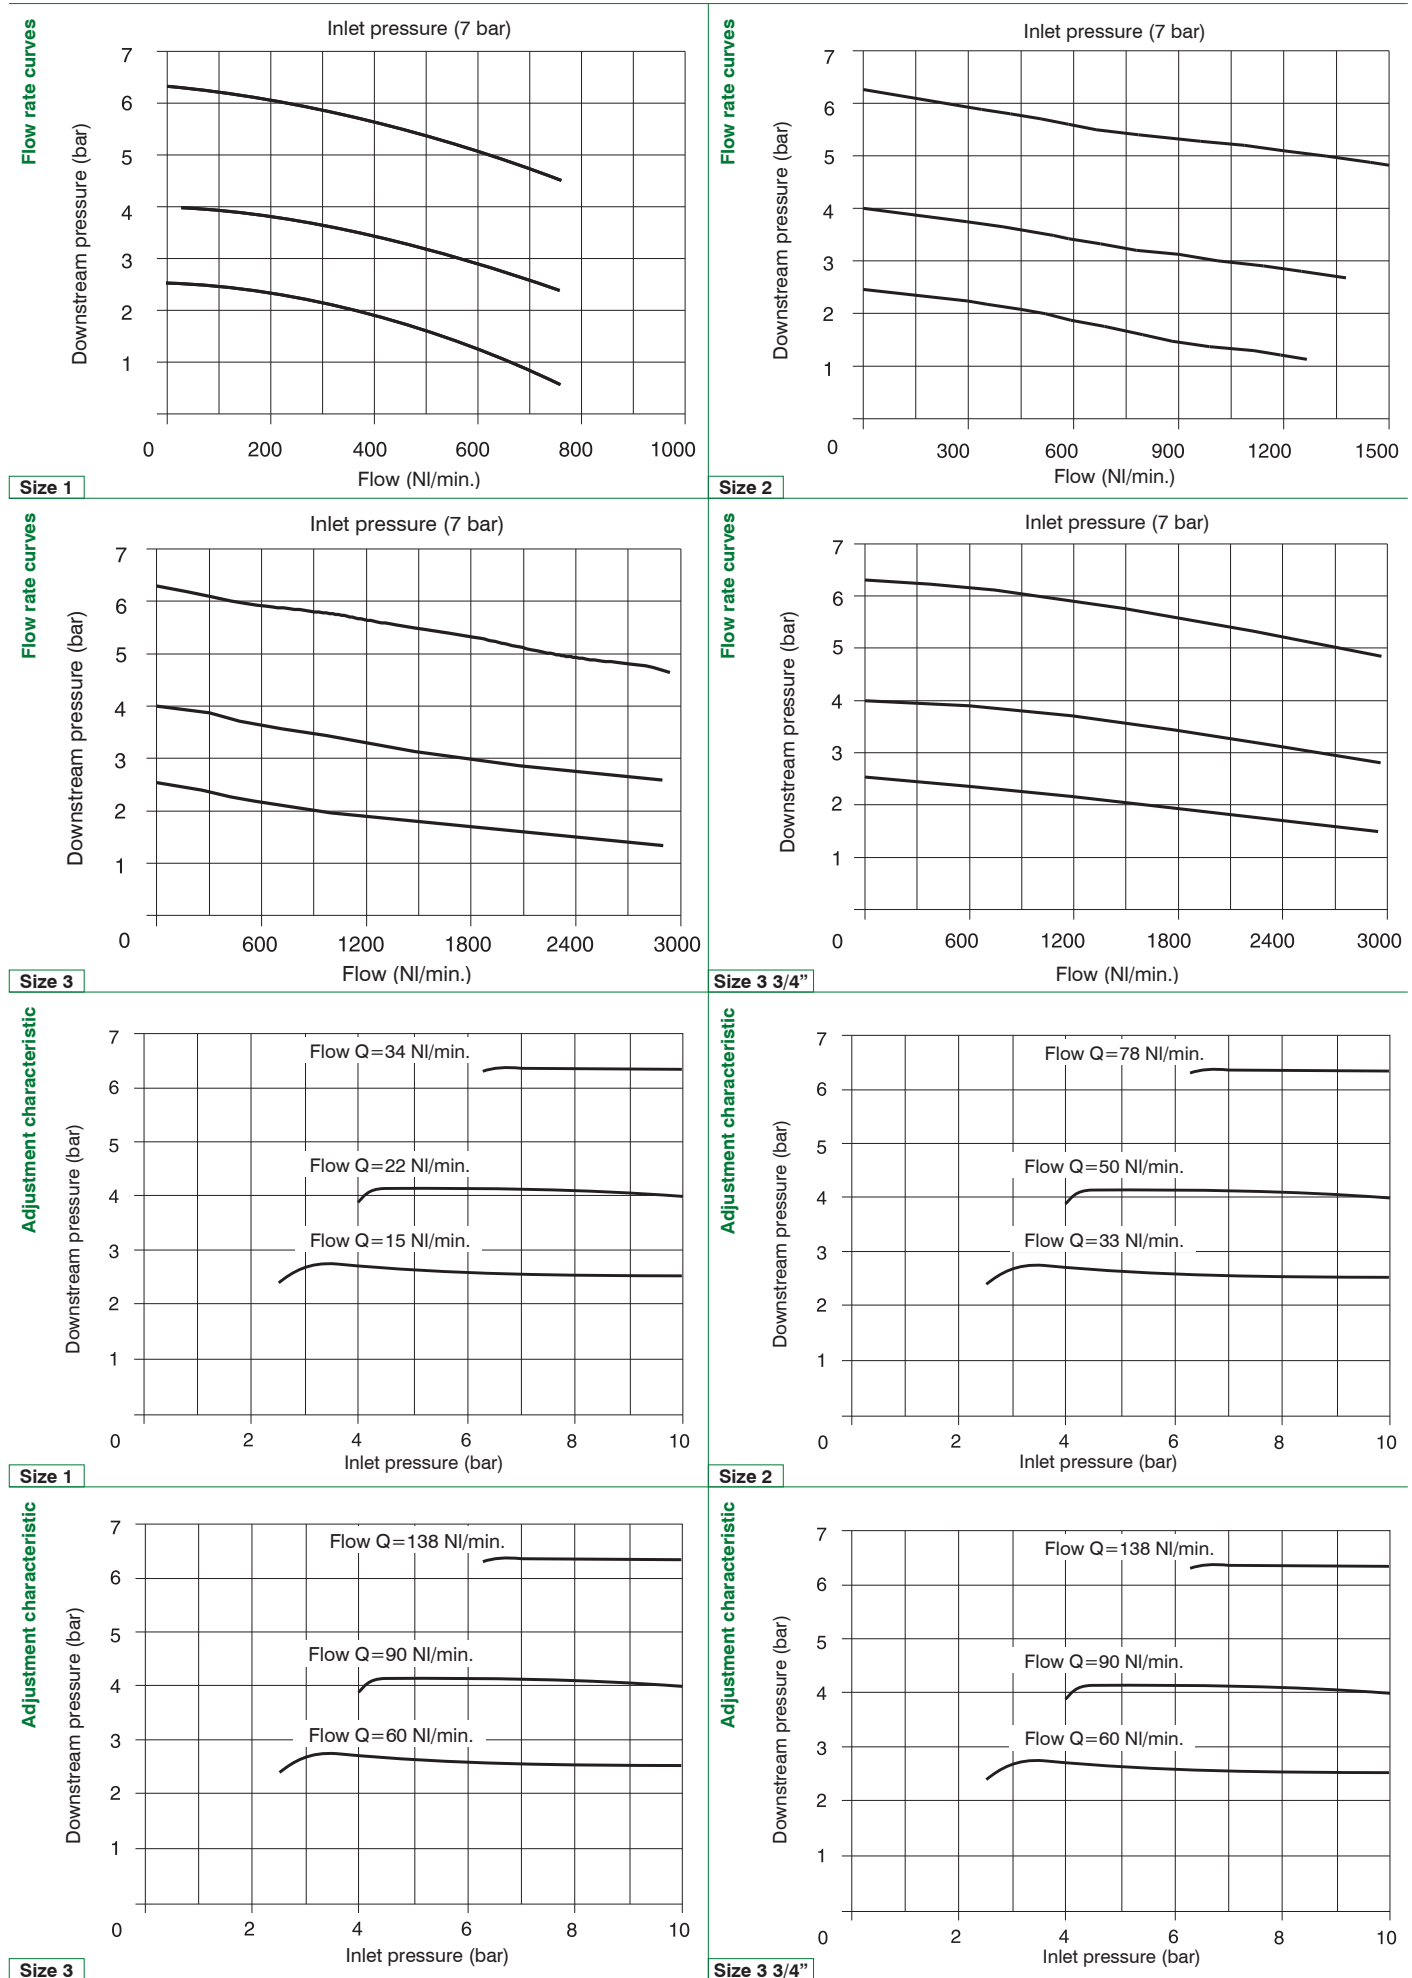 Flow rate curves
Inlet pressure (7 bar)
Downstream pressure (bar)
7
6
5
4
3
2
1
0
200
400
600
800
1000
Flow (Nl/min.)
Size 1
Flow rate curves
Inlet pressure (7 bar)
Downstream pressure (bar)
7
6
5
4
3
2
1
0
300
600
900
1200
1500
Flow (Nl/min.)
Size 2
Flow rate curves
Inlet pressure (7 bar)
Downstream pressure (bar)
7
6
5
4
3
2
1
0
600
1200
1800
2400
3000
Flow (Nl/min.)
Size 3
Flow rate curves
Inlet pressure (7 bar)
Downstream pressure (bar)
7
6
5
4
3
2
1
0
600
1200
1800
2400
3000
Flow (Nl/min.)
Size 3 3/4”
Adjustment characteristic
Downstream pressure (bar)
7
6
5
4
3
2
1
Flow Q=34 Nl/min.
Flow Q=22 Nl/min.
Flow Q=15 Nl/min.
0
2
4
6
8
10
Inlet pressure (bar)
Size 1
Adjustment characteristic
Downstream pressure (bar)
7
6
5
4
3
2
1
Flow Q=78 Nl/min.
Flow Q=50 Nl/min.
Flow Q=33 Nl/min.
0
2
4
6
8
10
Inlet pressure (bar)
Size 2
Adjustment characteristic
Downstream pressure (bar)
7
6
5
4
3
2
1
Flow Q=138 Nl/min.
Flow Q=90 Nl/min.
Flow Q=60 Nl/min.
0
2
4
6
8
10
Inlet pressure (bar)
Size 3
Adjustment characteristic
Downstream pressure (bar)
7
6
5
4
3
2
1
Flow Q=138 Nl/min.
Flow Q=90 Nl/min.
Flow Q=60 Nl/min.
0
2
4
6
8
10
Inlet pressure (bar)
Size 3 3/4”